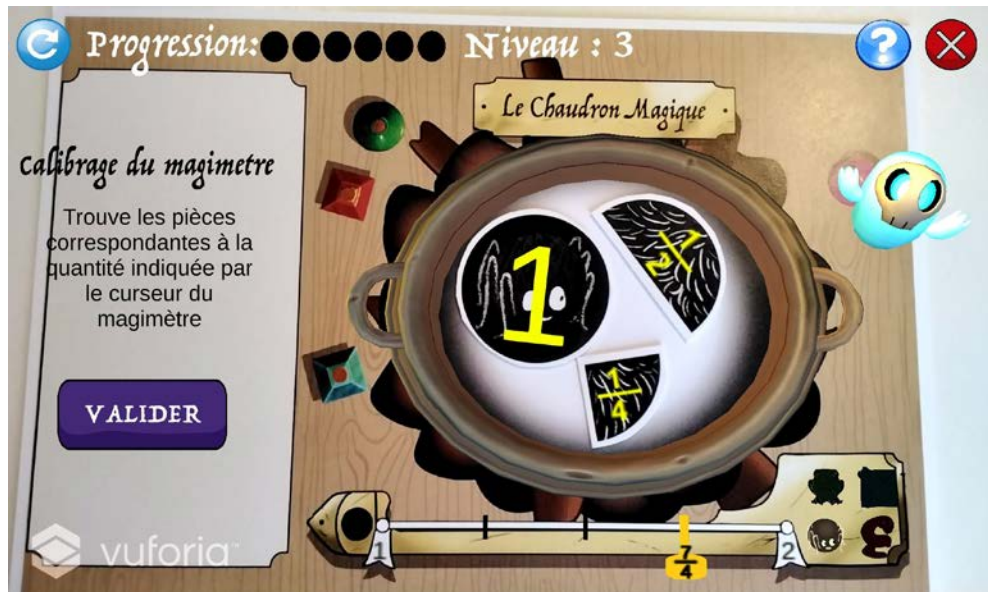 Progression:
Niveau : 3
?
Le Chaudron Magique
Calibrage du magimetre
Trouve les pièces
correspondantes à la
quantité indiquée par
le curseur du
magimètre
VALIDER
1
1/2
1/4
1
7/4
2
vuforia™